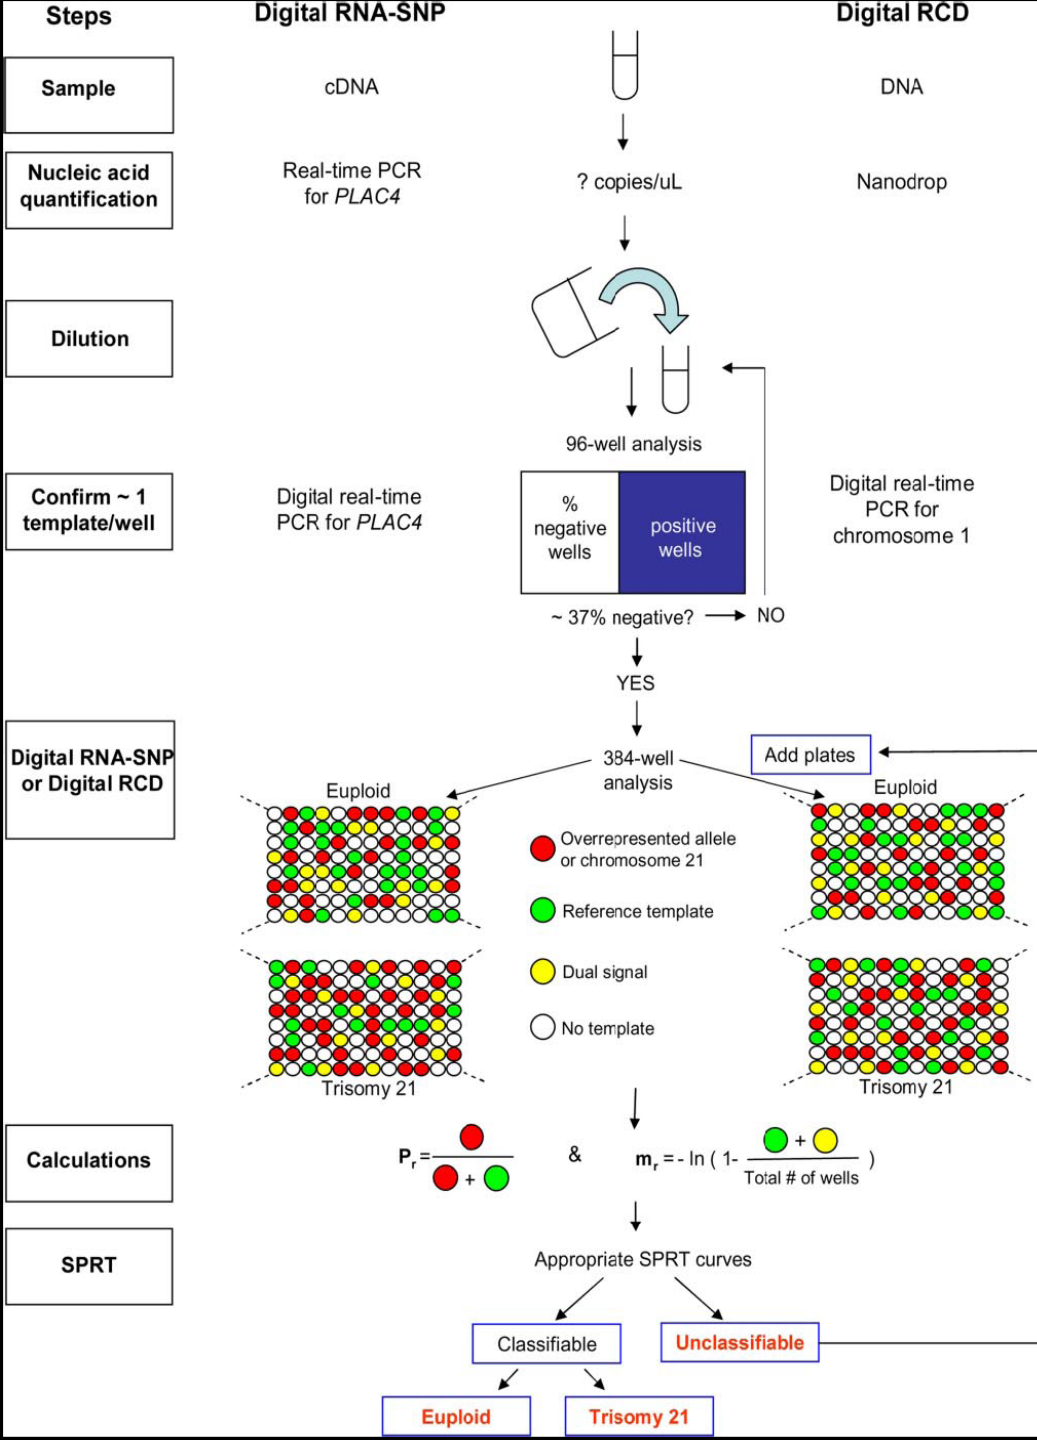 Steps
Digital RNA-SNP
Digital RCD
Sample
cDNA
DNA
Nucleic acid
quantification
Real-time PCR
for PLAC4
? copies/uL
Nanodrop
Dilution
96-well analysis
Confirm ~ 1
template/well
Digital real-time
PCR for PLAC4
%
negative
wells
positive
wells
Digital real-time
PCR for
chromosome 1
~ 37% negative?
NO
YES
Digital RNA-SNP
or Digital RCD
384-well
analysis
Add plates
Euploid
Euploid
Overrepresented allele
or chromosome 21
Reference template
Dual signal
No template
Trisomy 21
Trisomy 21
Calculations
Pr = 
+
&
mr = - ln ( 1- 
+
Total # of wells
)
SPRT
Appropriate SPRT curves
Classifiable
Unclassifiable
Euploid
Trisomy 21